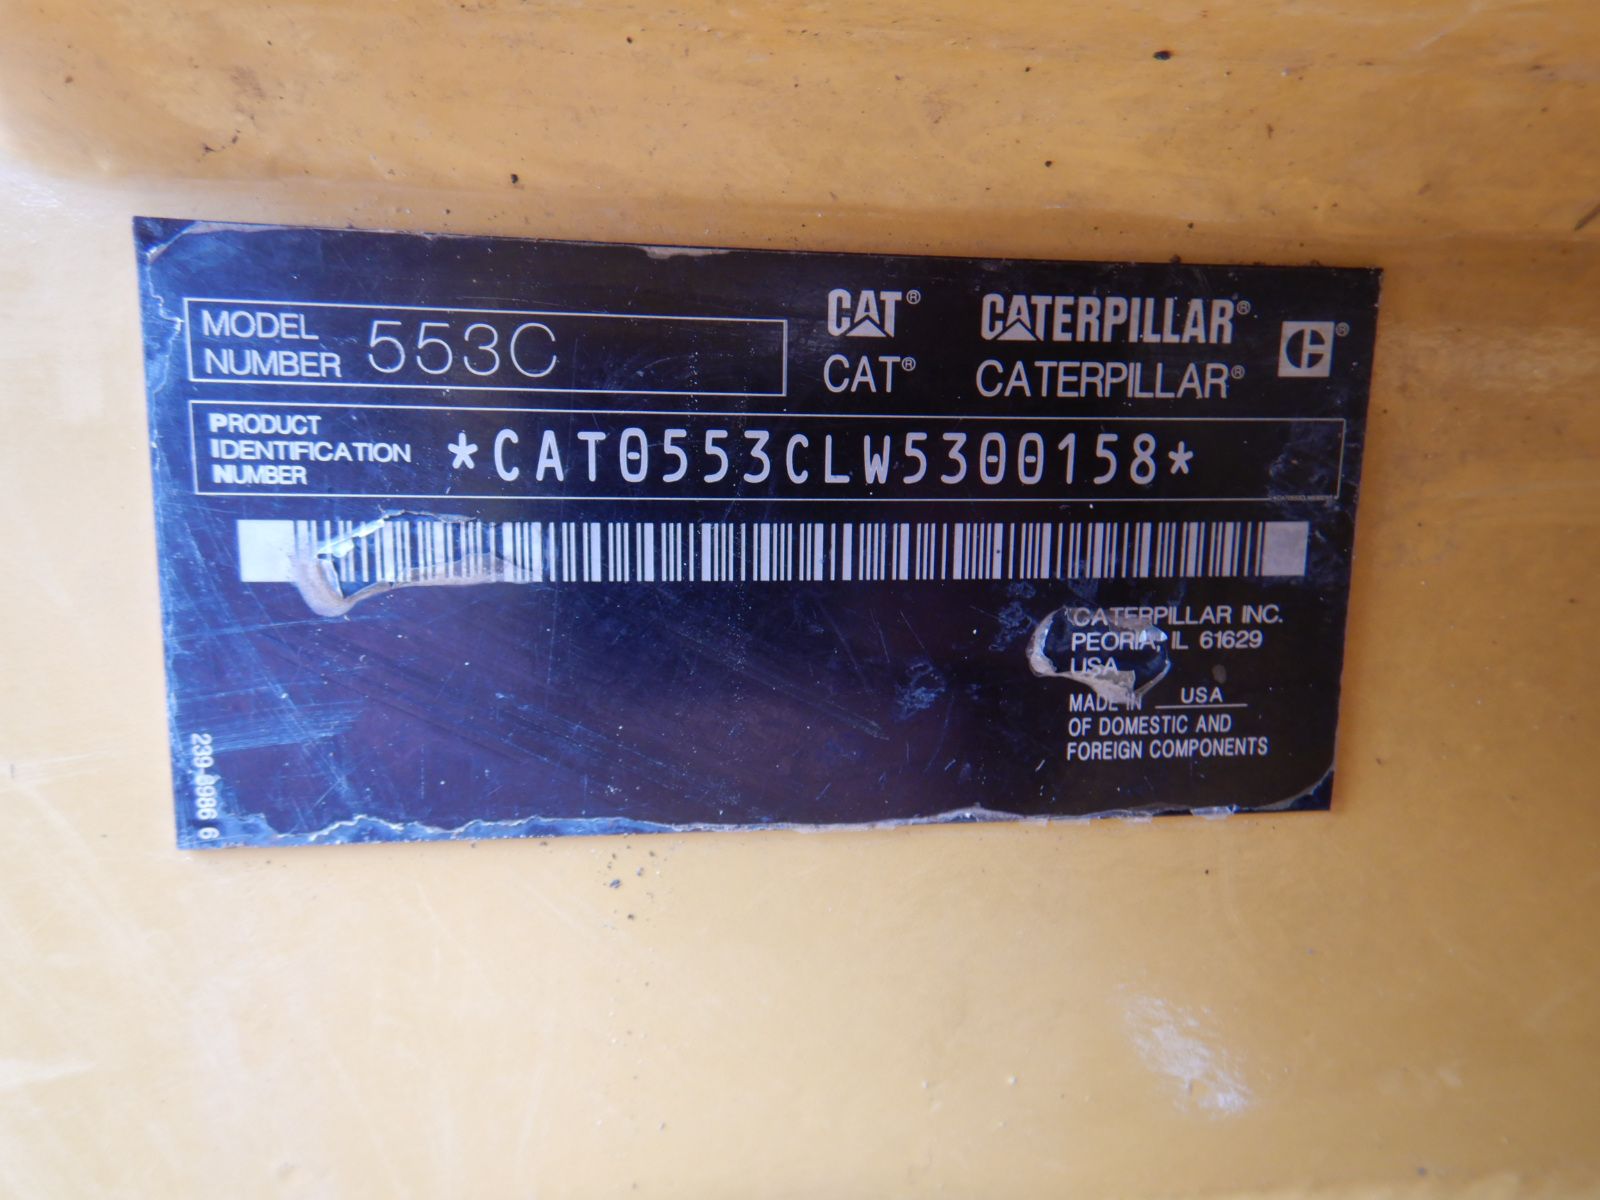 MODEL NUMBER 553C
CAT® CATERPILLAR® ®
CAT® CATERPILLAR®
PRODUCT
IDENTIFICATION
NUMBER
*CAT0553CLW5300158*
CATERPILLAR INC.
PEORIA, IL 61629
USA
MADE IN USA
OF DOMESTIC AND
FOREIGN COMPONENTS